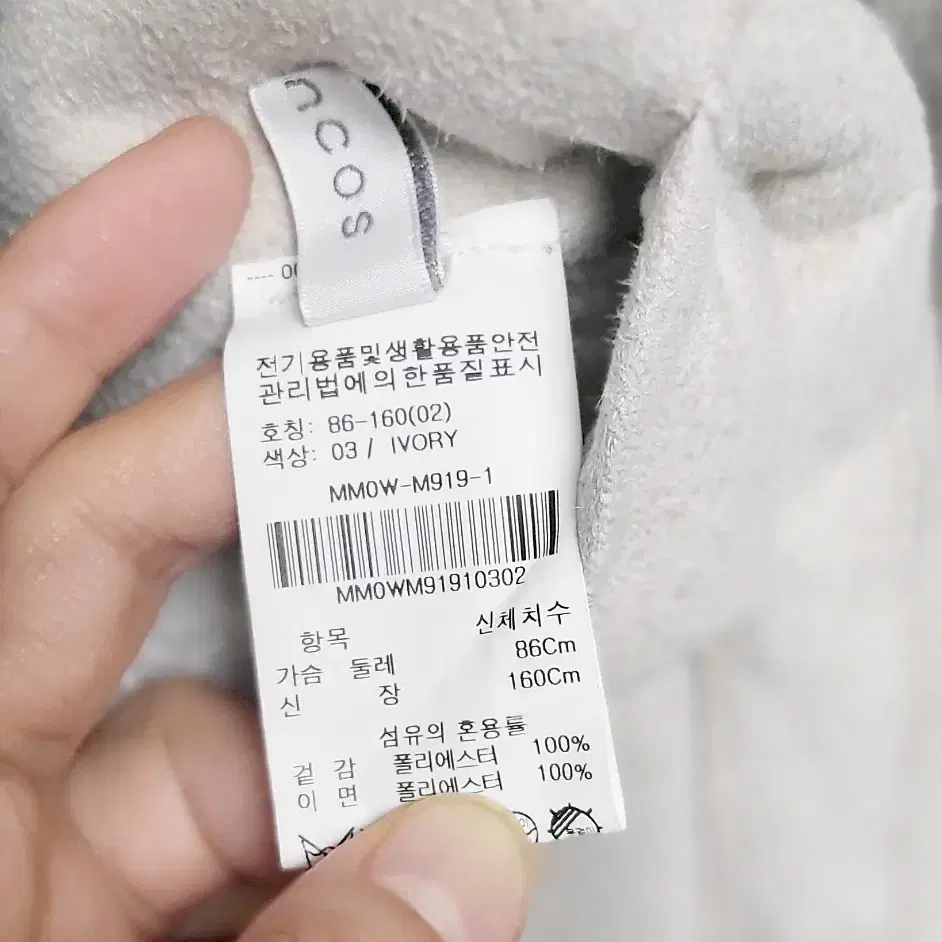 ncos
전기용품및생활용품안전
관리법에의한품질표시
호칭: 86-160(02)
색상: 03 / IVORY
MM0W-M919-1
MM0WM91910302
항목 신체치수
가슴 둘레 86Cm
신 장 160Cm
섬유의 혼용률
겉 감 폴리에스터 100%
이 면 폴리에스터 100%